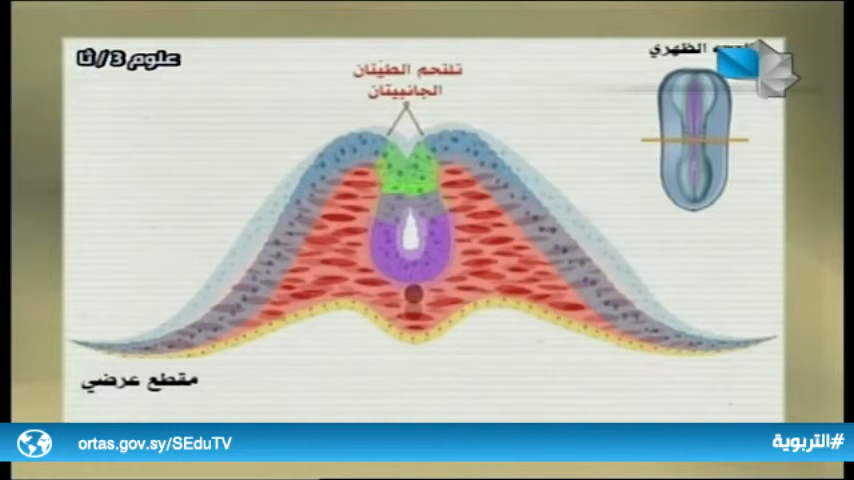 علوم /3/ ثا
الظهري
تلتحم الطيتان
الجانبيتان
مقطع عرضي
ortas.gov.sy/SEduTV
#التربوية